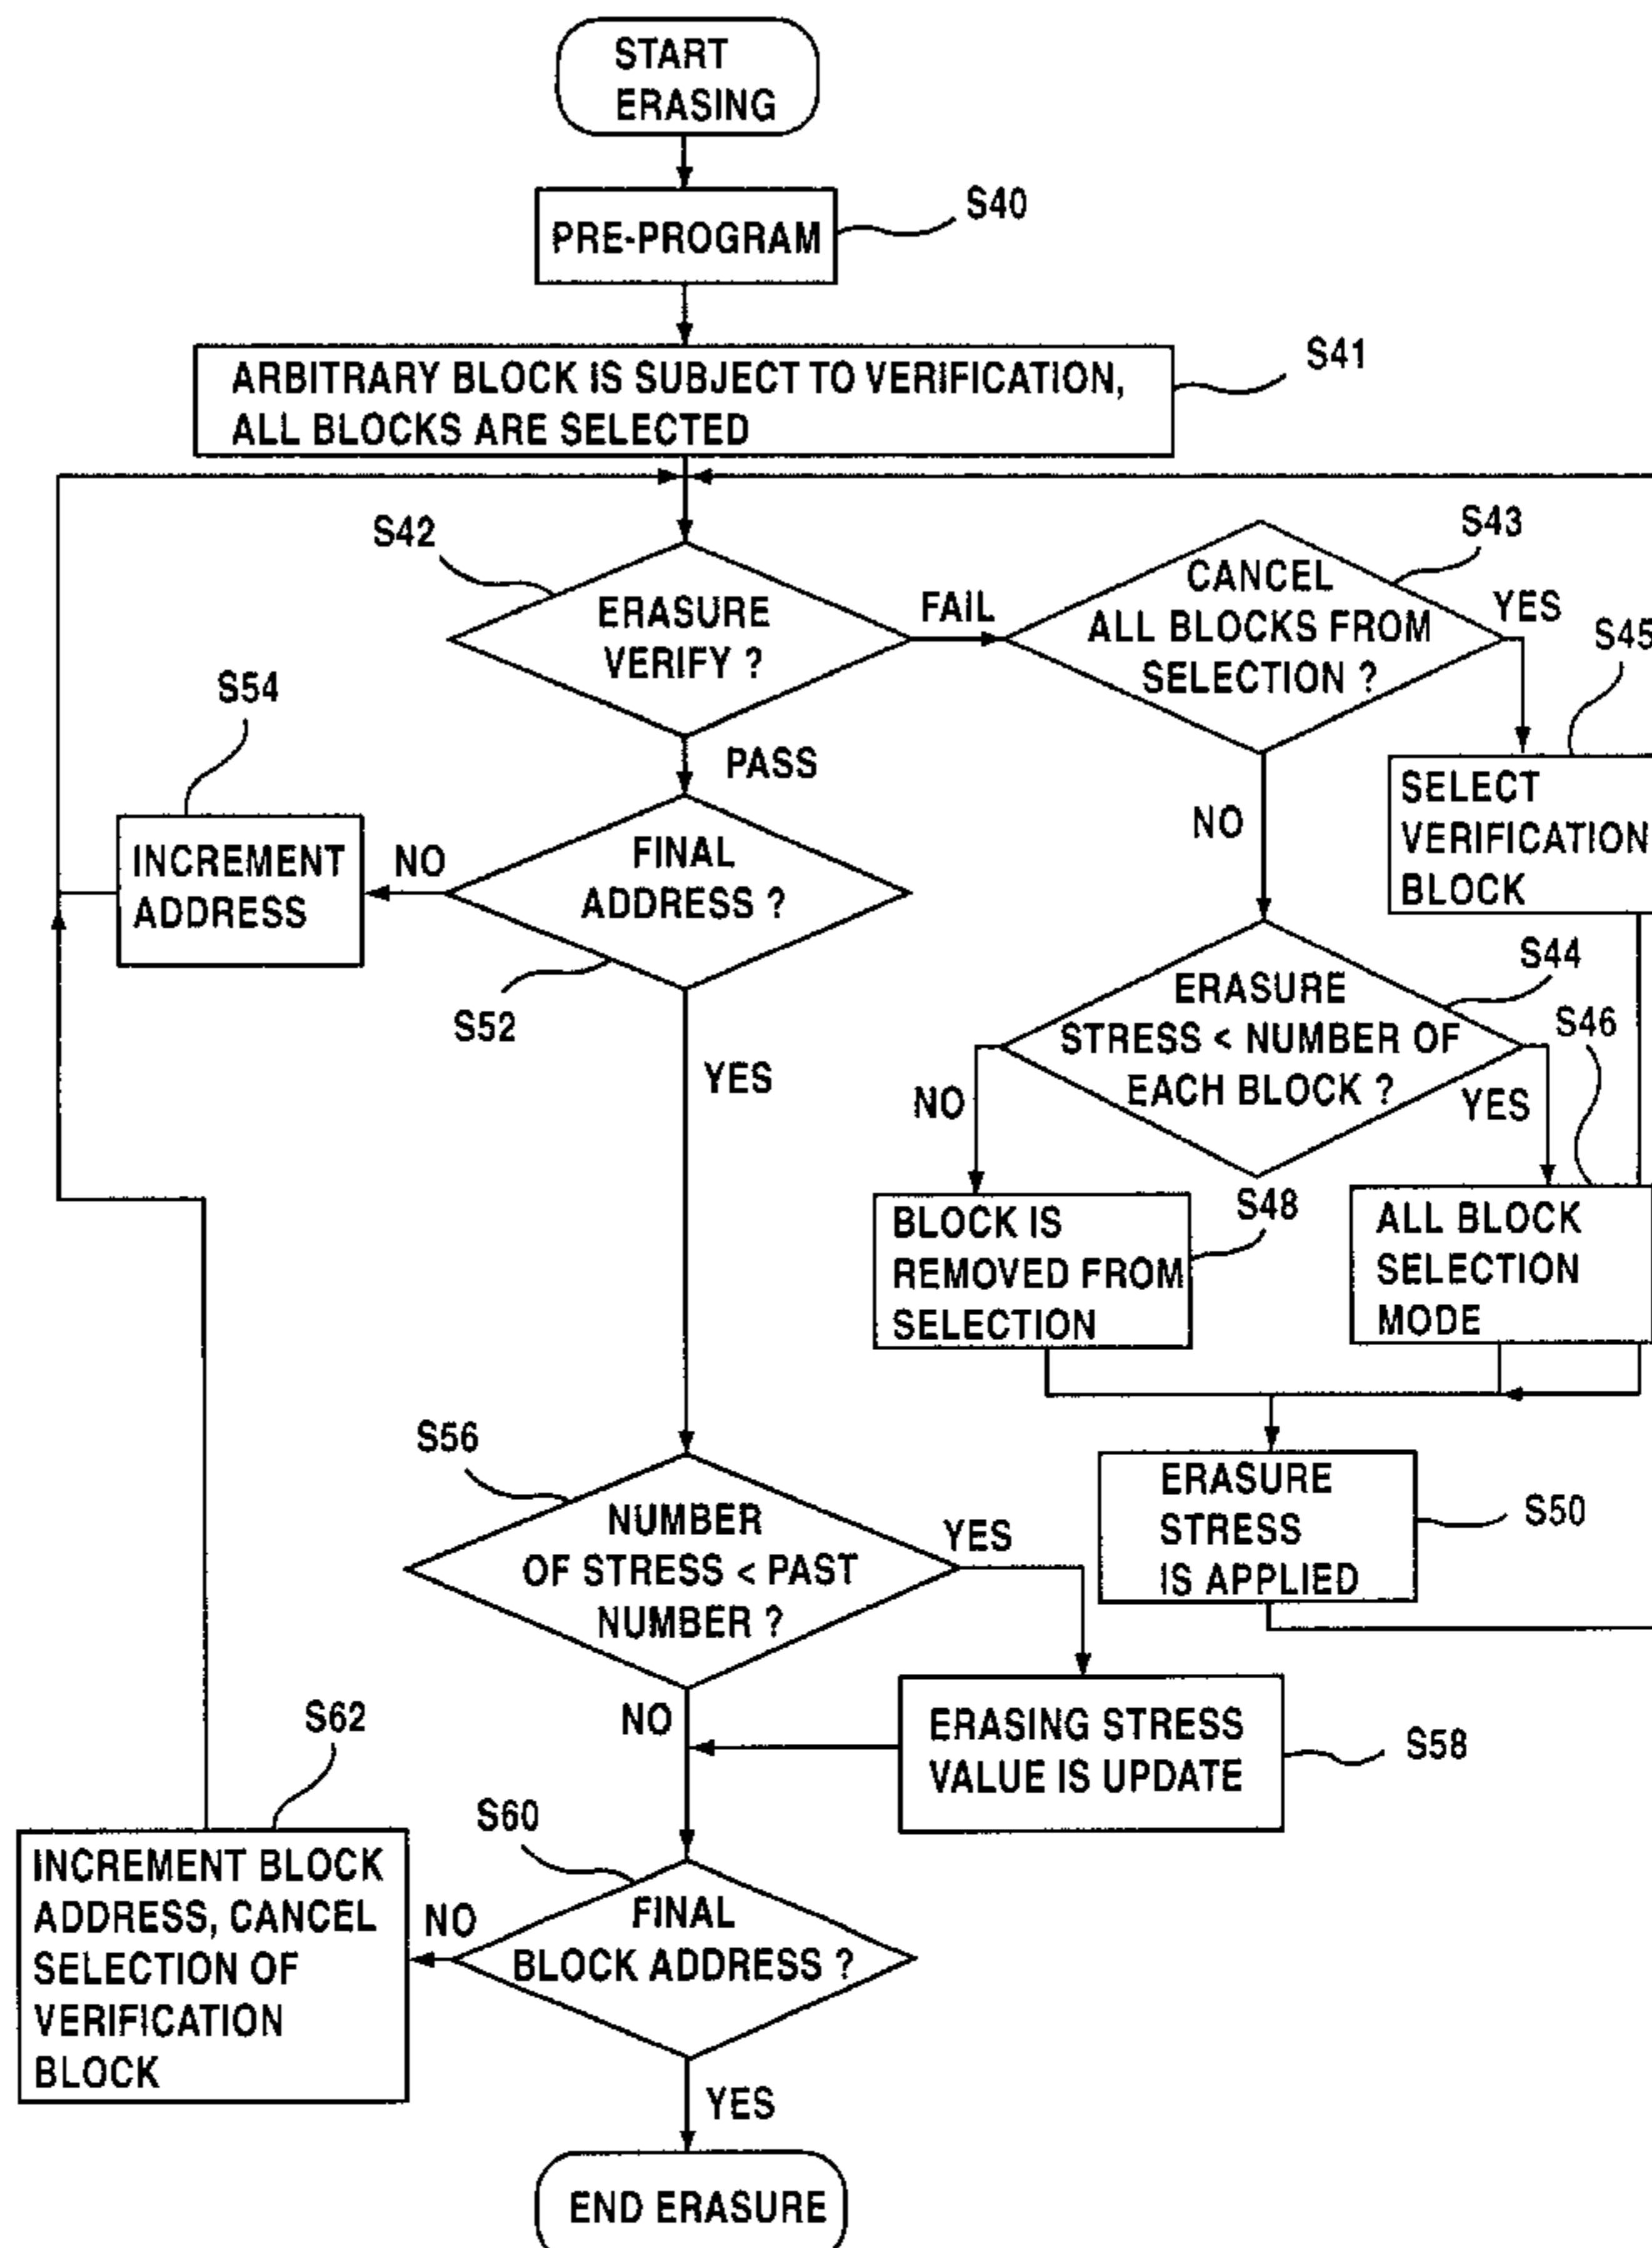 START
ERASING
PRE-PROGRAM
S40
ARBITRARY BLOCK IS SUBJECT TO VERIFICATION,
ALL BLOCKS ARE SELECTED
S41
S42
ERASURE
VERIFY ?
FAIL
PASS
S43
CANCEL
ALL BLOCKS FROM
SELECTION ?
YES
NO
S45
SELECT
VERIFICATION
BLOCK
S54
INCREMENT
ADDRESS
NO
FINAL
ADDRESS ?
S52
YES
S44
ERASURE
STRESS < NUMBER OF
EACH BLOCK ?
NO
YES
S46
ALL BLOCK
SELECTION
MODE
S48
BLOCK IS
REMOVED FROM
SELECTION
S50
ERASURE
STRESS
IS APPLIED
S56
NUMBER
OF STRESS < PAST
NUMBER ?
YES
NO
ERASING STRESS
VALUE IS UPDATE
S58
S60
FINAL
BLOCK ADDRESS ?
NO
S62
INCREMENT BLOCK
ADDRESS, CANCEL
SELECTION OF
VERIFICATION
BLOCK
YES
END ERASURE